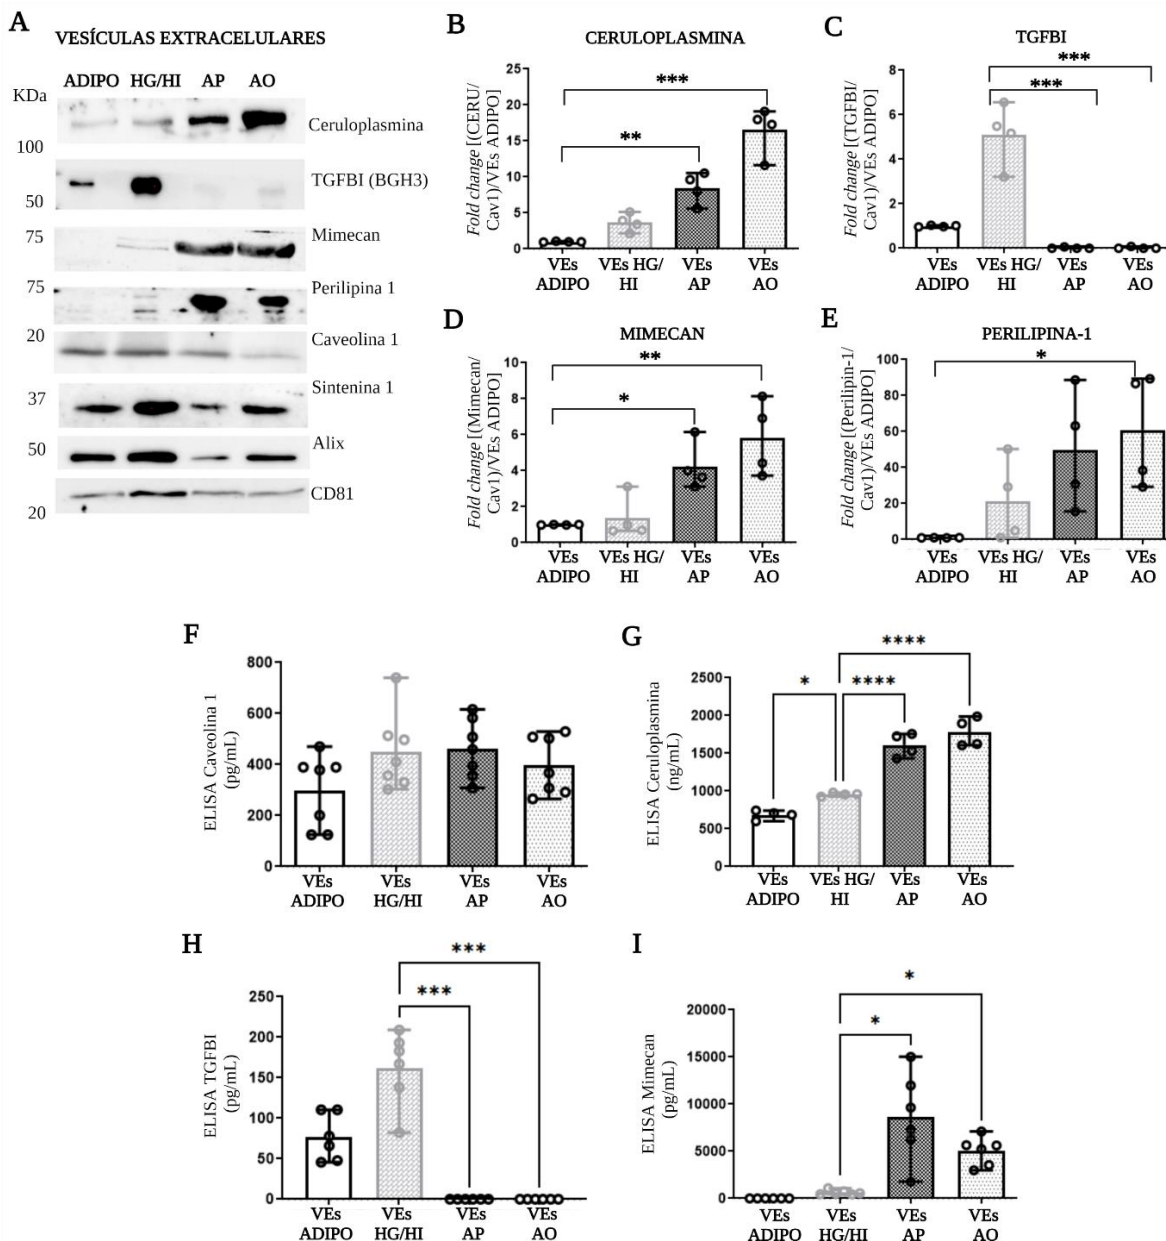 A
VESÍCULAS EXTRACELULARES
ADIPO HG/HI AP AO
KDa
Ceruloplasmina
100
TGFBI (BGH3)
50
Mimecan
75
Perilipina 1
75
Caveolina 1
20
Sintenina 1
37
Alix
50
CD81
20
B
CERULOPLASMINA
Fold change [(CERU/
Cav1)/VEs ADIPO]
25
20
15
10
5
0
***
**
VEs
ADIPO
VEs HG/
HI
VEs
AP
VEs
AO
C
TGFBI
Fold change [(TGFBI/
Cav1)/VEs ADIPO]
8
6
4
2
0
***
***
VEs
ADIPO
VEs HG/
HI
VEs
AP
VEs
AO
D
MIMECAN
Fold change [(Mimecan/
Cav1)/VEs ADIPO]
10
8
6
4
2
0
**
*
VEs
ADIPO
VEs HG/
HI
VEs
AP
VEs
AO
E
PERILIPINA-1
Fold change [(Perilipin-1/
Cav1)/VEs ADIPO]
100
80
60
40
20
0
*
VEs
ADIPO
VEs HG/
HI
VEs
AP
VEs
AO
F
ELISA Caveolina 1
(pg/mL)
800
600
400
200
0
VEs
ADIPO
VEs
HG/HI
VEs
AP
VEs
AO
G
ELISA Ceruloplasmina
(ng/mL)
2500
2000
1500
1000
500
0
****
*
****
VEs
ADIPO
VEs HG/
HI
VEs
AP
VEs
AO
H
ELISA TGFBI
(pg/mL)
250
200
150
100
50
0
***
***
VEs
ADIPO
VEs
HG/HI
VEs
AP
VEs
AO
I
ELISA Mimecan
(pg/mL)
20000
15000
10000
5000
0
*
*
VEs
ADIPO
VEs
HG/HI
VEs
AP
VEs
AO